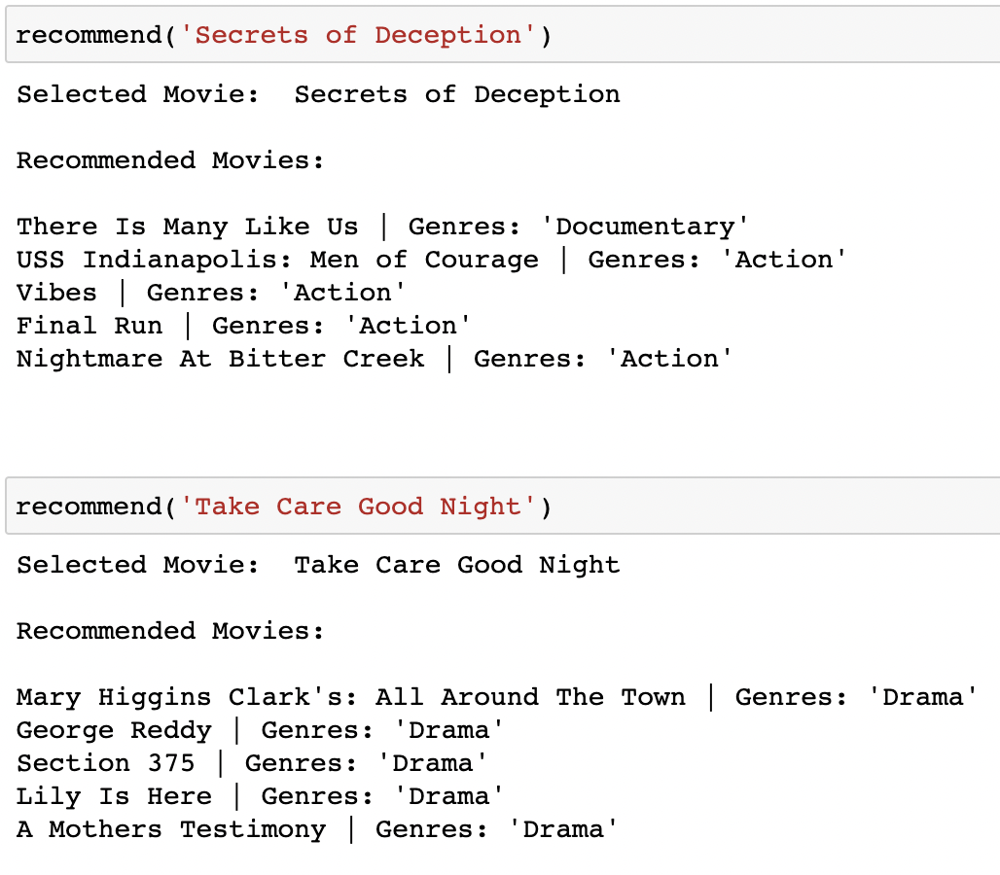 recommend('Secrets of Deception')
Selected Movie:  Secrets of Deception
Recommended Movies:
There Is Many Like Us | Genres: 'Documentary'
USS Indianapolis: Men of Courage | Genres: 'Action'
Vibes | Genres: 'Action'
Final Run | Genres: 'Action'
Nightmare At Bitter Creek | Genres: 'Action'
recommend('Take Care Good Night')
Selected Movie:  Take Care Good Night
Recommended Movies:
Mary Higgins Clark's: All Around The Town | Genres: 'Drama'
George Reddy | Genres: 'Drama'
Section 375 | Genres: 'Drama'
Lily Is Here | Genres: 'Drama'
A Mothers Testimony | Genres: 'Drama'